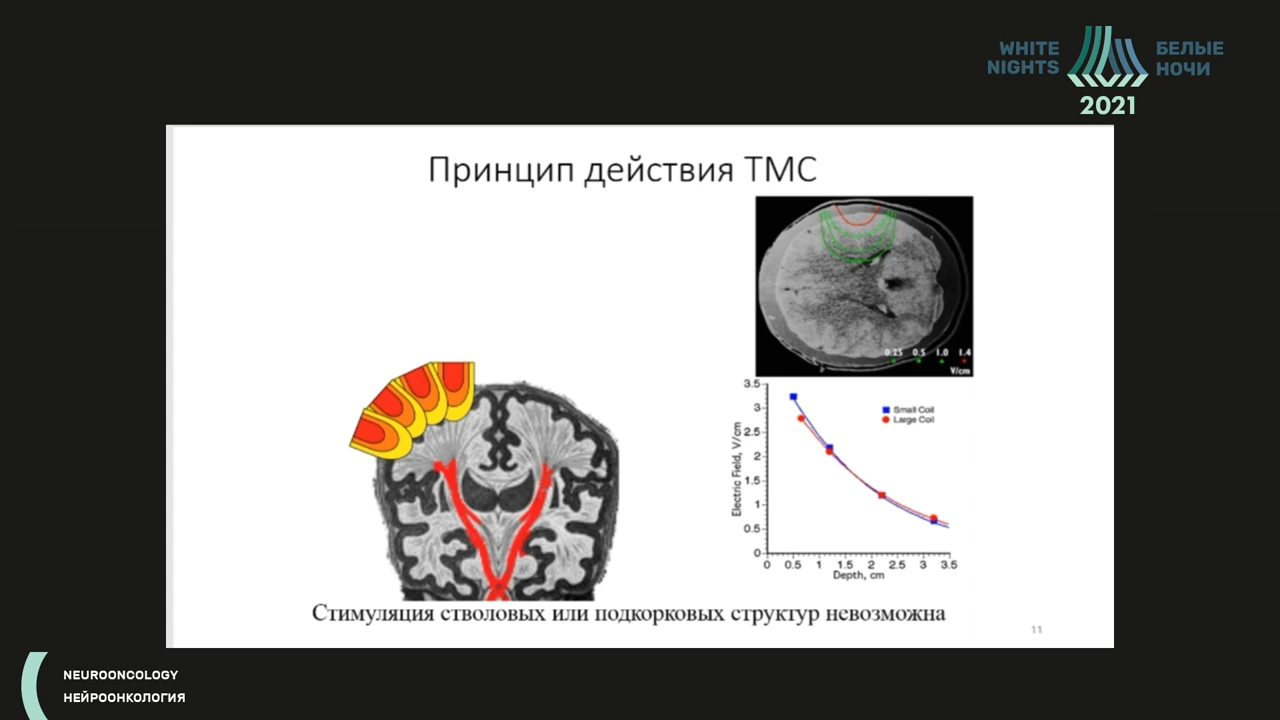 WHITE
NIGHTS
БЕЛЫЕ
НОЧИ
2021
Принцип действия ТМС
0.25 0.5 1.0 1.4
V/cm
3.5
3
2.5
2
1.5
1
0.5
0
Electric Field, V/cm
Small Coil
Large Coil
0 0.5 1 1.5 2 2.5 3 3.5
Depth, cm
Стимуляция стволовых или подкорковых структур невозможна
11
NEUROONCOLOGY
НЕЙРООНКОЛОГИЯ